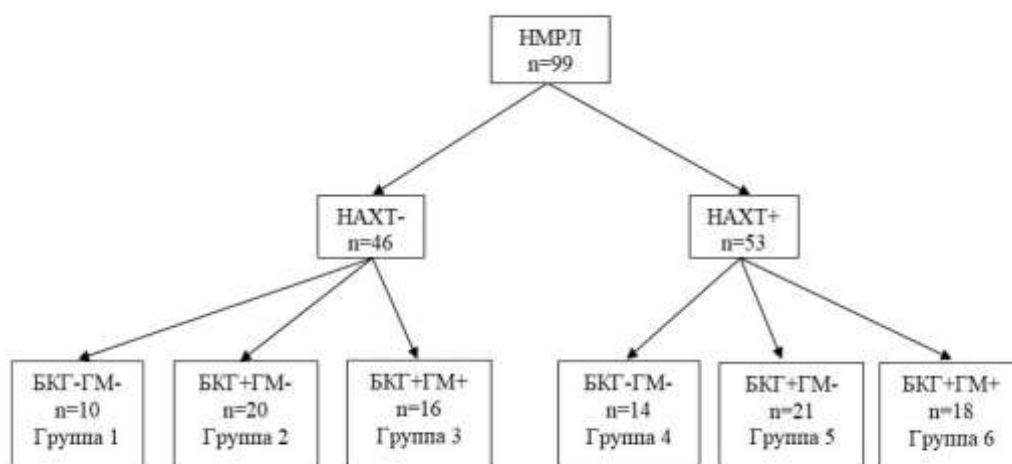 НМРЛ
n=99
НАХТ-
n=46
НАХТ+
n=53
БКГ-ГМ-
n=10
Группа 1
БКГ+ГМ-
n=20
Группа 2
БКГ+ГМ+
n=16
Группа 3
БКГ-ГМ-
n=14
Группа 4
БКГ+ГМ-
n=21
Группа 5
БКГ+ГМ+
n=18
Группа 6